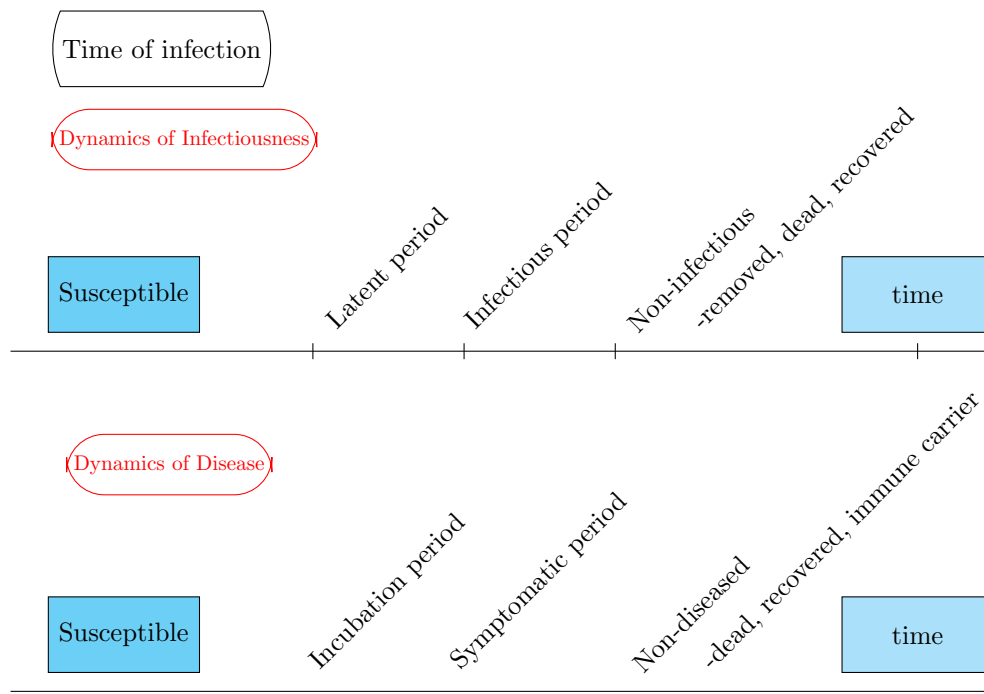 Time of infection
Dynamics of Infectiousness
Susceptible
Latent period
Infectious period
Non-infectious
-removed, dead, recovered
time
Dynamics of Disease
Susceptible
Incubation period
Symptomatic period
Non-diseased
-dead, recovered, immune carrier
time